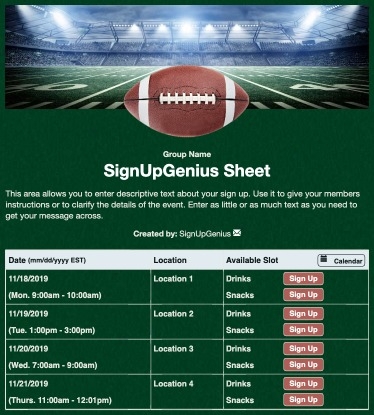 Group Name
SignUpGenius Sheet
This area allows you to enter descriptive text about your sign up. Use it to give your members
instructions or to clarify the details of the event. Enter as little or as much text as you need to
get your message across.
Created by: SignUpGenius
Date (mm/dd/yyyy EST) Location Available Slot Calendar
11/18/2019 Location 1 Drinks Sign Up
(Mon. 9:00am - 10:00am) Snacks Sign Up
11/19/2019 Location 2 Drinks Sign Up
(Tue. 1:00pm - 3:00pm) Snacks Sign Up
11/20/2019 Location 3 Drinks Sign Up
(Wed. 7:00am - 9:00am) Snacks Sign Up
11/21/2019 Location 4 Drinks Sign Up
(Thurs. 11:00am - 12:01pm) Snacks Sign Up